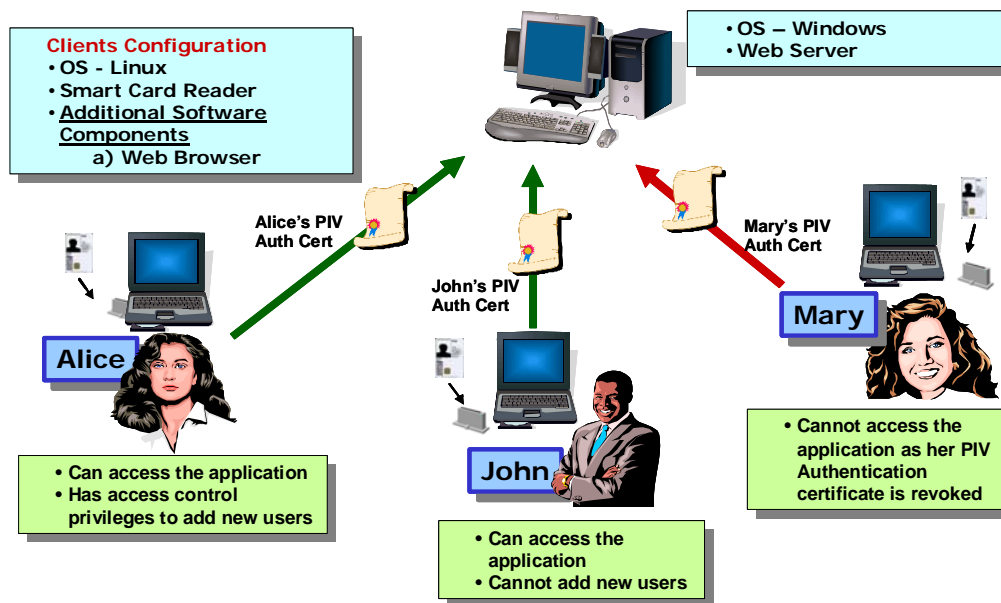 Clients Configuration
• OS - Linux
• Smart Card Reader
• Additional Software
Components
a) Web Browser
• OS – Windows
• Web Server
Alice's PIV
Auth Cert
John's PIV
Auth Cert
Mary's PIV
Auth Cert
Alice
John
Mary
• Can access the application
• Has access control
privileges to add new users
• Can access the
application
• Cannot add new users
• Cannot access the
application as her PIV
Authentication
certificate is revoked